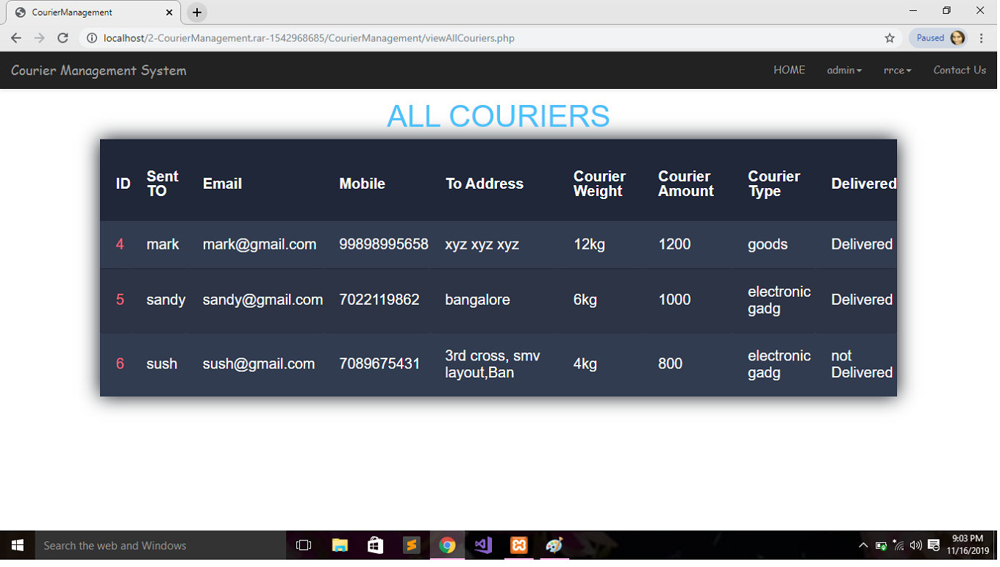 CourierManagement
localhost/2-CourierManagement.rar-1542968685/CourierManagement/viewAllCouriers.php
Paused
Courier Management System
HOME
admin
rrce
Contact Us
ALL COURIERS
ID Sent TO Email Mobile To Address Courier Weight Courier Amount Courier Type Delivered
4 mark mark@gmail.com 99898995658 xyz xyz xyz 12kg 1200 goods Delivered
5 sandy sandy@gmail.com 7022119862 bangalore 6kg 1000 electronic gadg Delivered
6 sush sush@gmail.com 7089675431 3rd cross, smv layout,Ban 4kg 800 electronic gadg not Delivered
Search the web and Windows
9:03 PM
11/16/2019